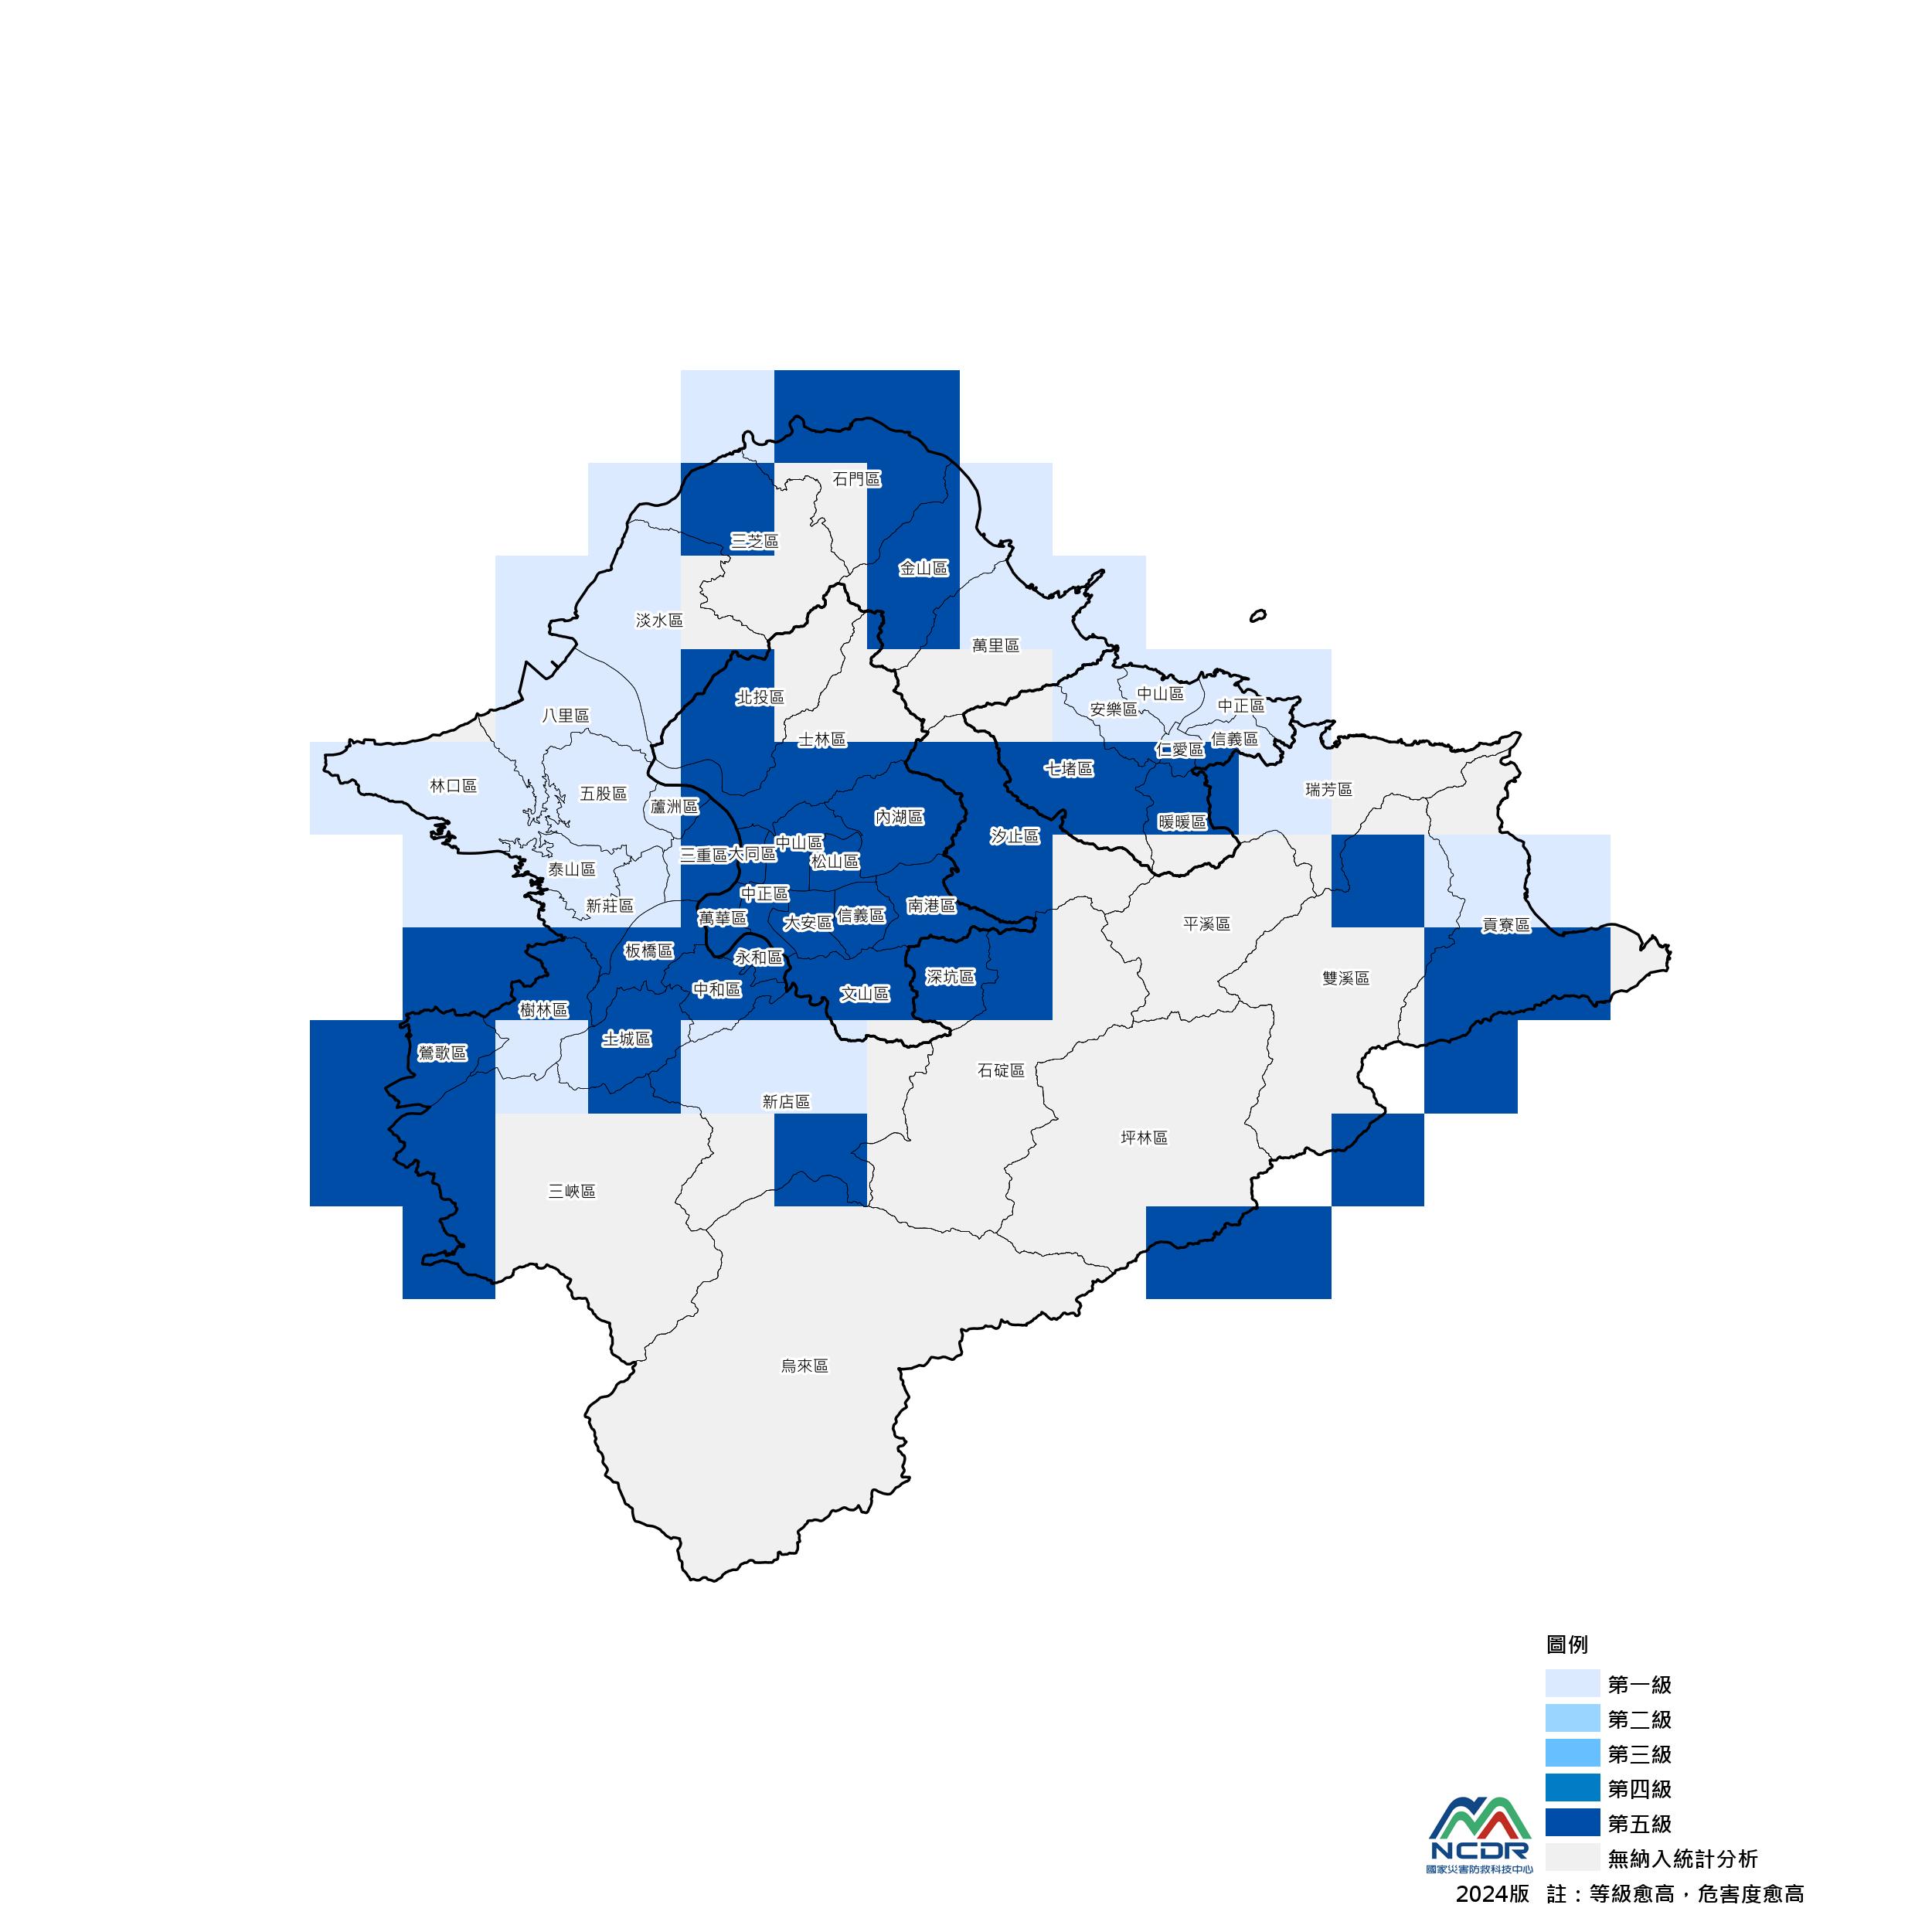 石門區
三芝區
金山區
淡水區
萬里區
北投區
中山區
中正區
安樂區
八里區
士林區
信義區
仁愛區
七堵區
林口區
五股區
瑞芳區
蘆洲區
內湖區
暖暖區
汐止區
中山區
三重區
大同區
松山區
泰山區
中正區
新莊區
南港區
萬華區
大安區
信義區
平溪區
貢寮區
板橋區
永和區
深坑區
雙溪區
中和區
文山區
樹林區
土城區
鶯歌區
石碇區
新店區
坪林區
三峽區
烏來區
圖例
第一級
第二級
第三級
第四級
第五級
無納入統計分析
NCDR
國家災害防救科技中心
2024版 註：等級愈高，危害度愈高